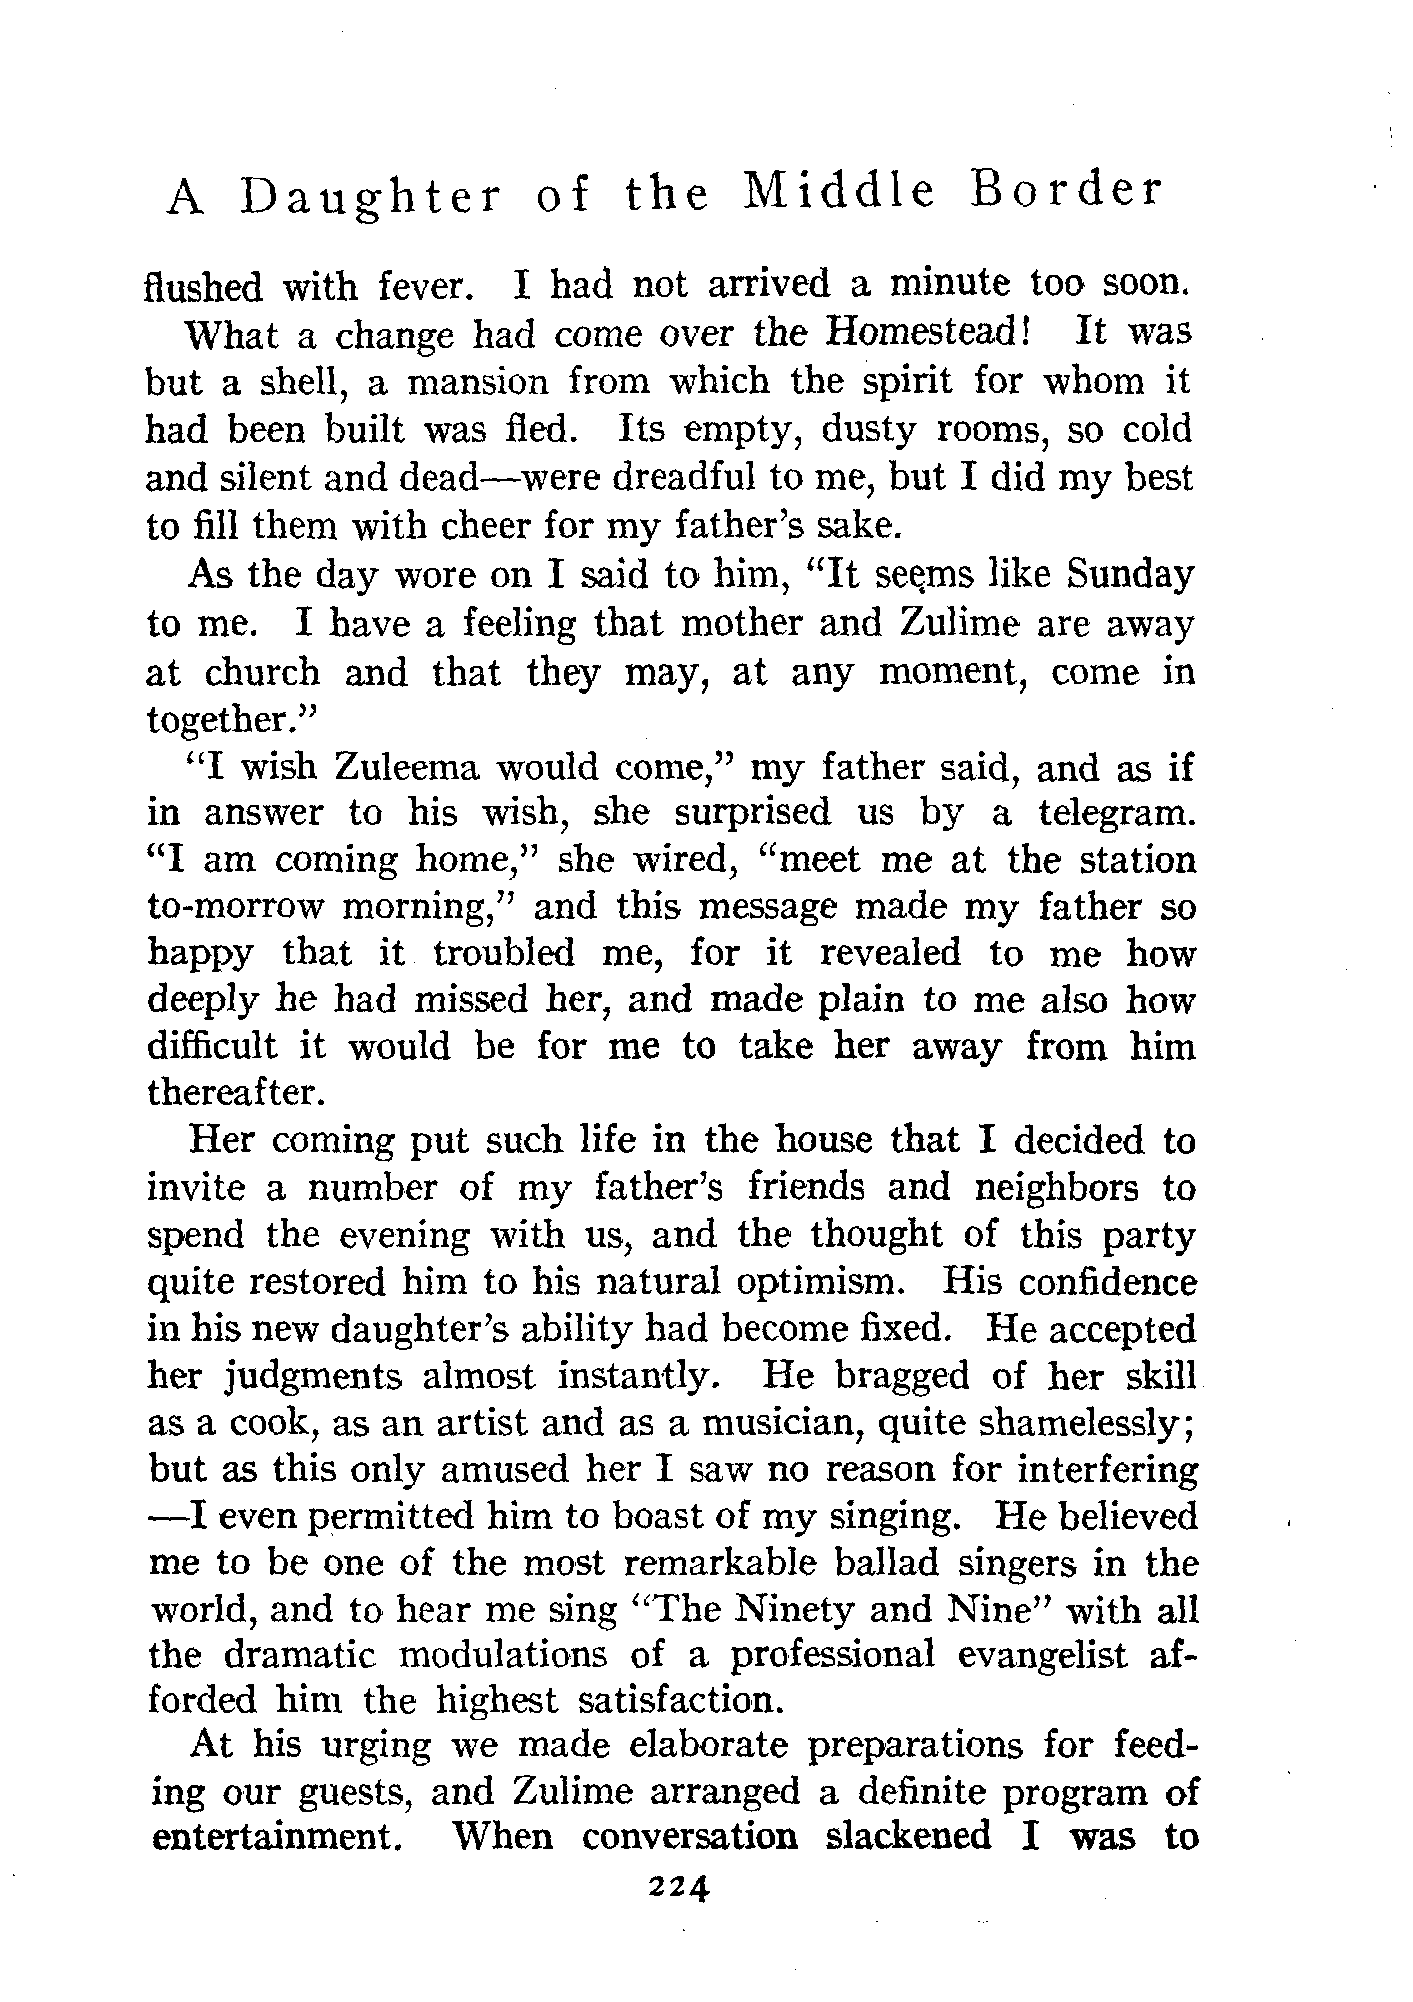 A Daughter of the Middle Border
flushed with fever. I had not arrived a minute too soon.
What a change had come over the Homestead! It was
but a shell, a mansion from which the spirit for whom it
had been built was fled. Its empty, dusty rooms, so cold
and silent and dead—were dreadful to me, but I did my best
to fill them with cheer for my father's sake.
As the day wore on I said to him, “It seems like Sunday
to me. I have a feeling that mother and Zulime are away
at church and that they may, at any moment, come in
together.”
“I wish Zuleema would come,” my father said, and as if
in answer to his wish, she surprised us by a telegram.
“I am coming home,” she wired, “meet me at the station
to-morrow morning,” and this message made my father so
happy that it troubled me, for it revealed to me how
deeply he had missed her, and made plain to me also how
difficult it would be for me to take her away from him
thereafter.
Her coming put such life in the house that I decided to
invite a number of my father's friends and neighbors to
spend the evening with us, and the thought of this party
quite restored him to his natural optimism. His confidence
in his new daughter's ability had become fixed. He accepted
her judgments almost instantly. He bragged of her skill
as a cook, as an artist and as a musician, quite shamelessly;
but as this only amused her I saw no reason for interfering
—I even permitted him to boast of my singing. He believed
me to be one of the most remarkable ballad singers in the
world, and to hear me sing “The Ninety and Nine” with all
the dramatic modulations of a professional evangelist af-
forded him the highest satisfaction.
At his urging we made elaborate preparations for feed-
ing our guests, and Zulime arranged a definite program of
entertainment. When conversation slackened I was to
224